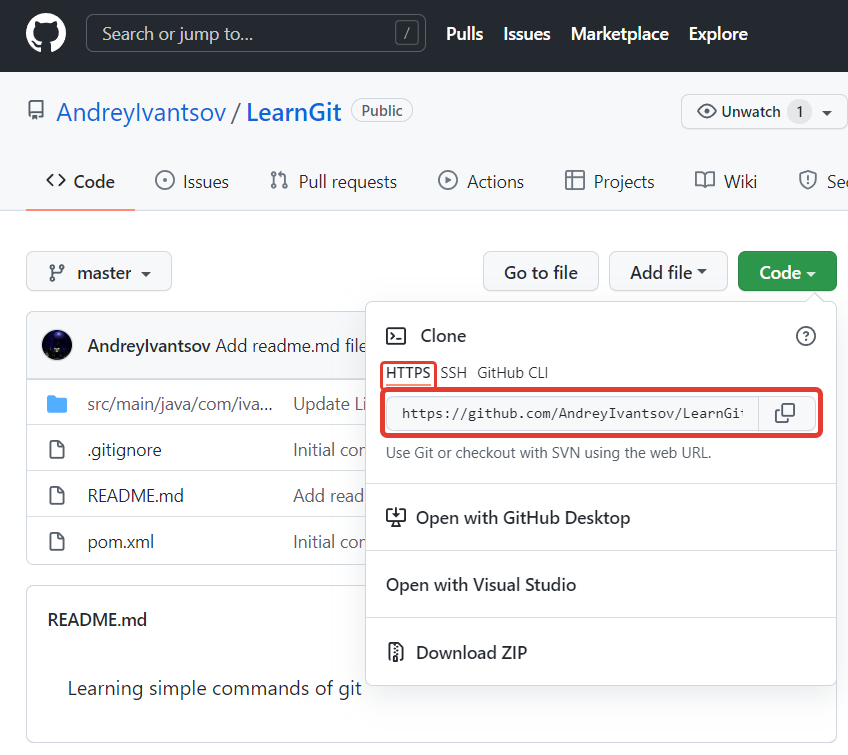 Search or jump to... / Pulls Issues Marketplace Explore
AndreyIvantsov / LearnGit Public Unwatch 1
Code Issues Pull requests Actions Projects Wiki Sec
master Go to file Add file Code
AndreyIvantsov Add readme.md file
Clone
HTTPS SSH GitHub CLI
src/main/java/com/iva... Update Li
https://github.com/AndreyIvantsov/LearnGit
.gitignore Initial com
Use Git or checkout with SVN using the web URL.
README.md Add read
Open with GitHub Desktop
pom.xml Initial com
Open with Visual Studio
README.md
Download ZIP
Learning simple commands of git